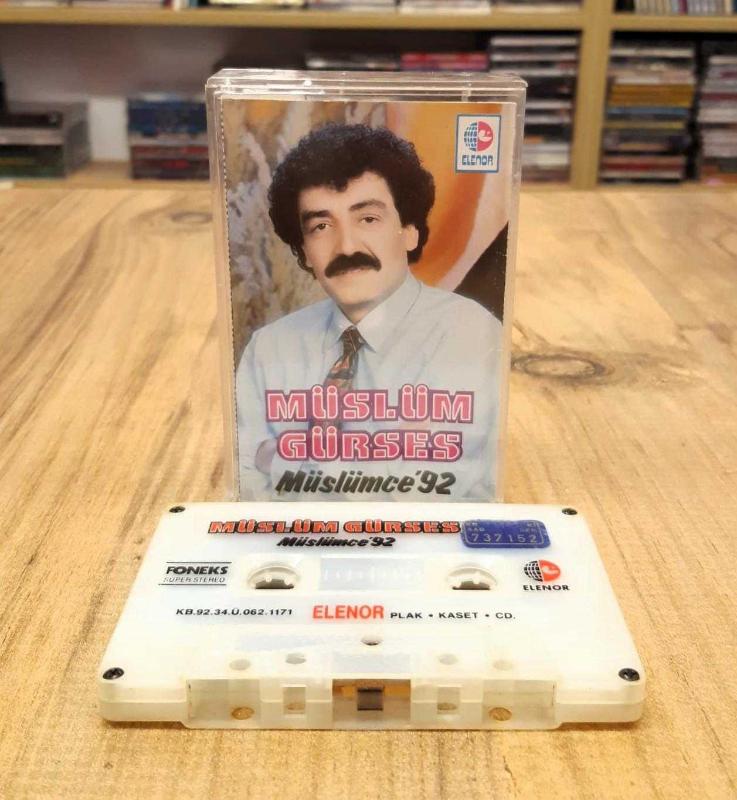 ELENOR
MÜSLÜM
GÜRSES
Müslümce'92
MÜSLÜM GÜRSES
Müslümce'92
737152
FONEKS
SUPER STEREO
ELENOR
KB.92.34.Ü.062.1171 ELENOR PLAK • KASET • CD.